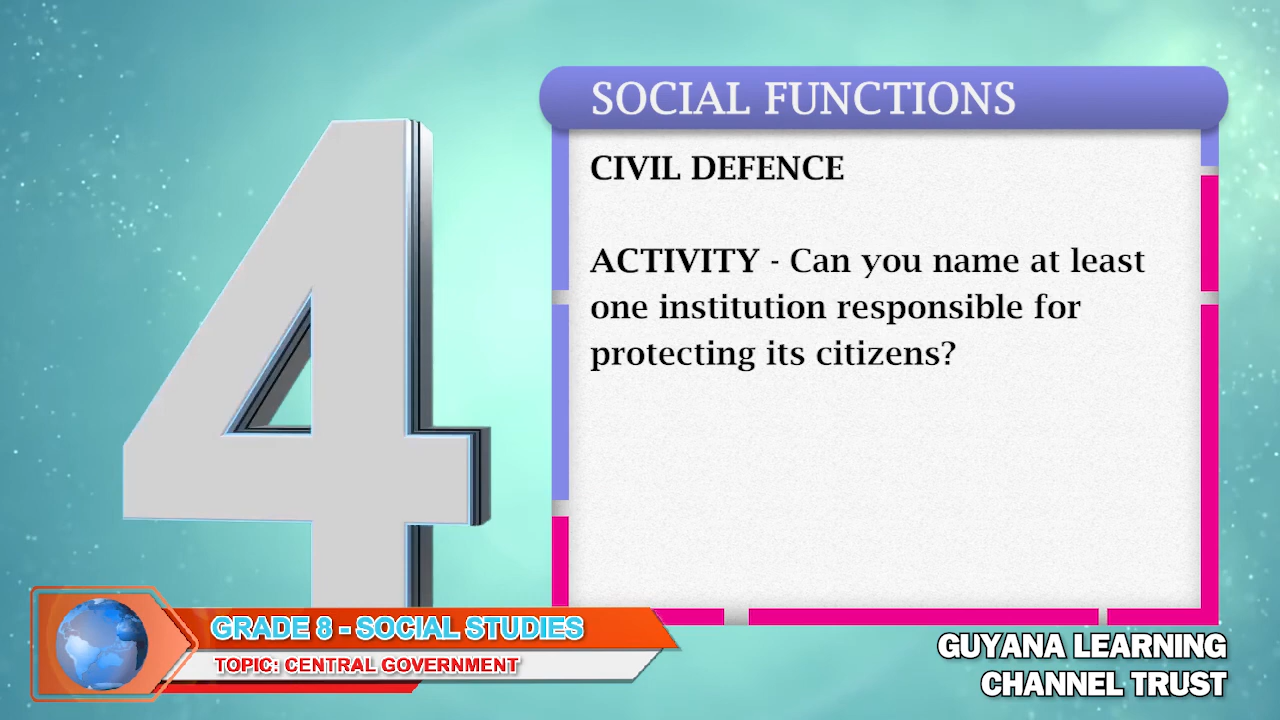 4
SOCIAL FUNCTIONS
CIVIL DEFENCE
ACTIVITY - Can you name at least
one institution responsible for
protecting its citizens?
GRADE 8 - SOCIAL STUDIES
TOPIC: CENTRAL GOVERNMENT
GUYANA LEARNING
CHANNEL TRUST